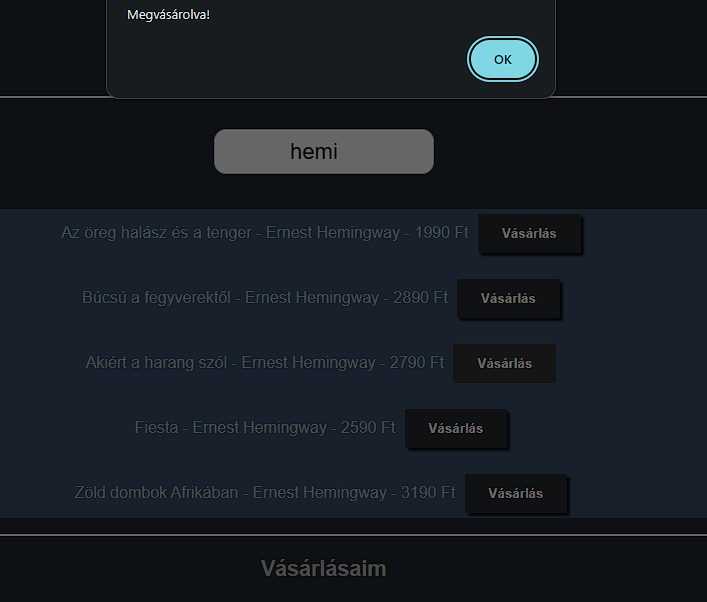 Megvásárolva!
OK
hemi
Az öreg halász és a tenger - Ernest Hemingway - 1990 Ft Vásárlás
Búcsú a fegyverektől - Ernest Hemingway - 2890 Ft Vásárlás
Akiért a harang szól - Ernest Hemingway - 2790 Ft Vásárlás
Fiesta - Ernest Hemingway - 2590 Ft Vásárlás
Zöld dombok Afrikában - Ernest Hemingway - 3190 Ft Vásárlás
Vásárlásaim